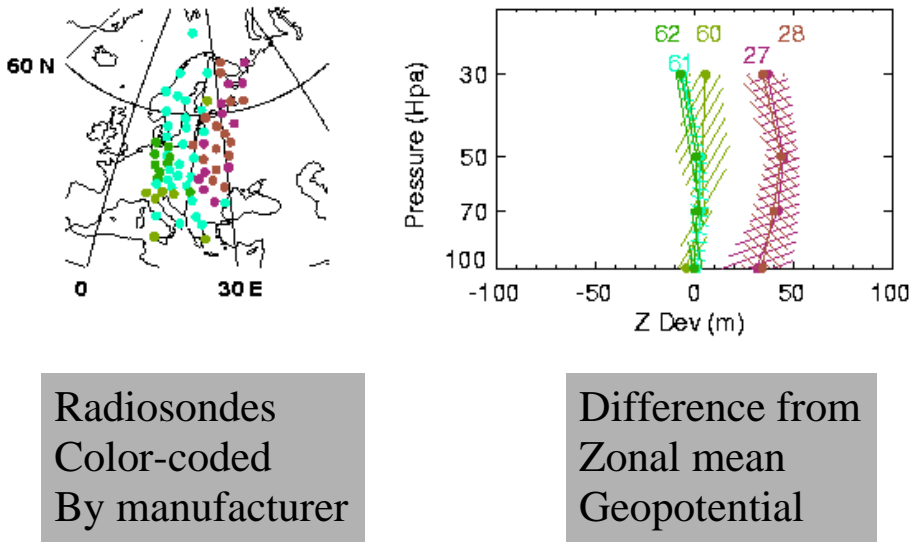 60 N
0
30 E
62 60 28
61 27
Pressure (Hpa)
30
50
70
100
-100 -50 0 50 100
Z Dev (m)
Radiosondes
Color-coded
By manufacturer
Difference from
Zonal mean
Geopotential